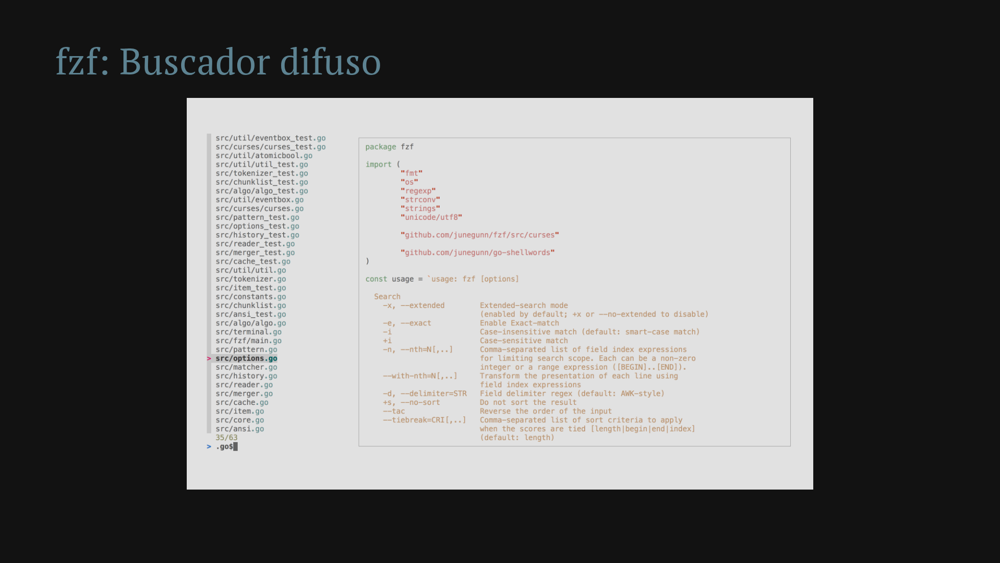 fzf: Buscador difuso
src/util/eventbox_test.go
src/curses/curses_test.go
src/util/atomicbool.go
src/util/util_test.go
src/tokenizer_test.go
src/chunklist_test.go
src/algo/algo_test.go
src/util/eventbox.go
src/curses/curses.go
src/pattern_test.go
src/options_test.go
src/history_test.go
src/reader_test.go
src/merger_test.go
src/cache_test.go
src/util/util.go
src/tokenizer.go
src/item_test.go
src/constants.go
src/chunklist.go
src/ansi_test.go
src/algo/algo.go
src/terminal.go
src/fzf/main.go
src/pattern.go
> src/options.go
src/matcher.go
src/history.go
src/reader.go
src/merger.go
src/cache.go
src/item.go
src/core.go
src/ansi.go
35/63
> .go$
package fzf
import (
"fmt"
"os"
"regexp"
"strconv"
"strings"
"unicode/utf8"
"github.com/junegunn/fzf/src/curses"
"github.com/junegunn/go-shellwords"
)
const usage = `usage: fzf [options]
Search
-x, --extended Extended-search mode
(enabled by default; +x or --no-extended to disable)
-e, --exact Enable Exact-match
-i Case-insensitive match (default: smart-case match)
+i Case-sensitive match
-n, --nth=N[,..] Comma-separated list of field index expressions
for limiting search scope. Each can be a non-zero
integer or a range expression ([BEGIN]..[END]).
--with-nth=N[,..] Transform the presentation of each line using
field index expressions
-d, --delimiter=STR Field delimiter regex (default: AWK-style)
+s, --no-sort Do not sort the result
--tac Reverse the order of the input
--tiebreak=CRI[,..] Comma-separated list of sort criteria to apply
when the scores are tied [length|begin|end|index]
(default: length)